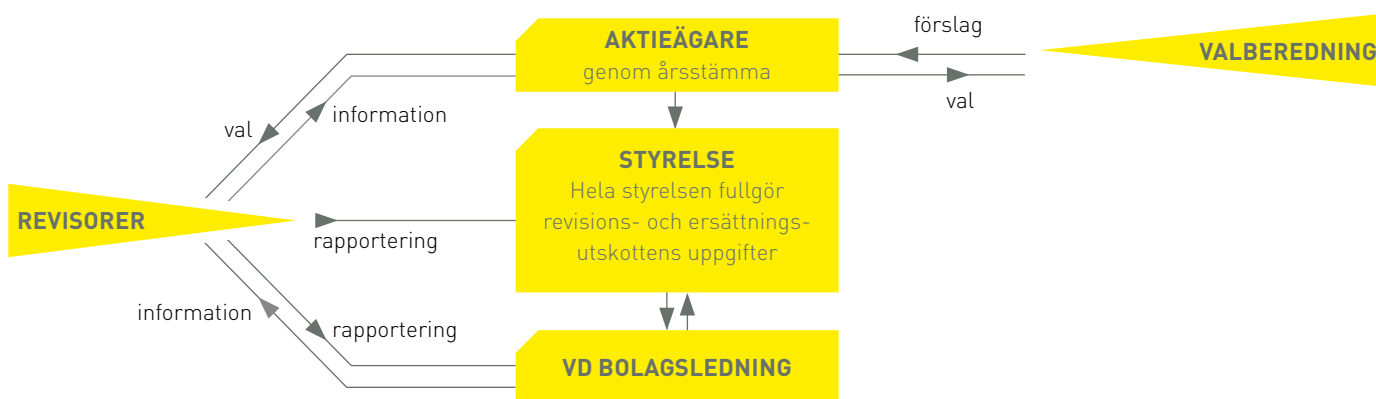 förslag
AKTIEÄGARE
genom årsstämma
VALBEREDNING
val
information
val
STYRELSE
Hela styrelsen fullgör
revisions- och ersättnings-
utskottens uppgifter
REVISORER
rapportering
information
rapportering
VD BOLAGSLEDNING